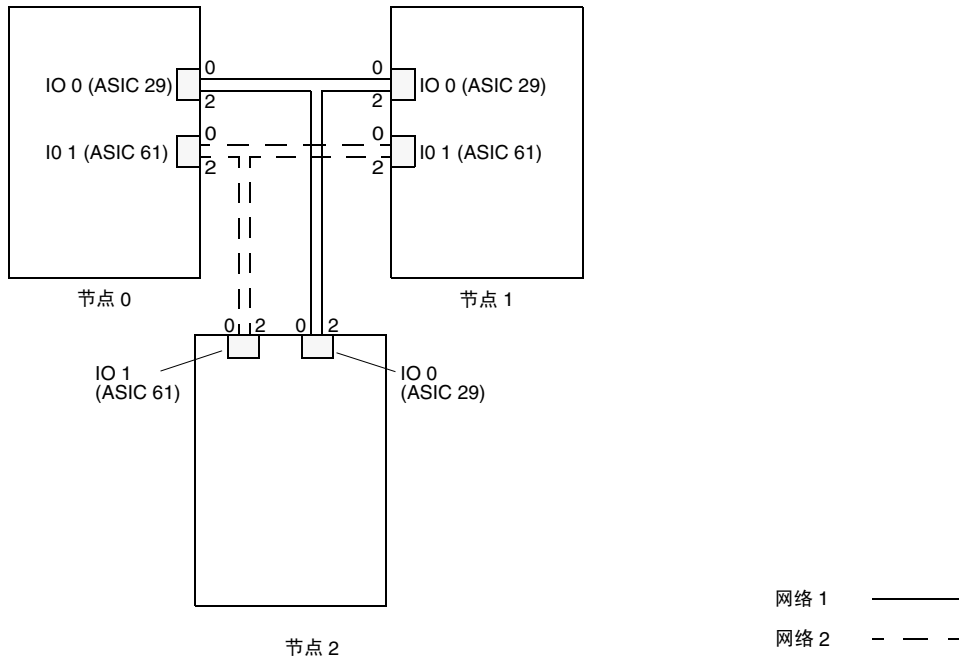 0
0
IO 0 (ASIC 29)
IO 0 (ASIC 29)
2
2
0
0
I0 1 (ASIC 61)
I0 1 (ASIC 61)
2
2
节点 0
节点 1
0 2 0 2
IO 1
(ASIC 61)
IO 0
(ASIC 29)
网络 1
网络 2
节点 2